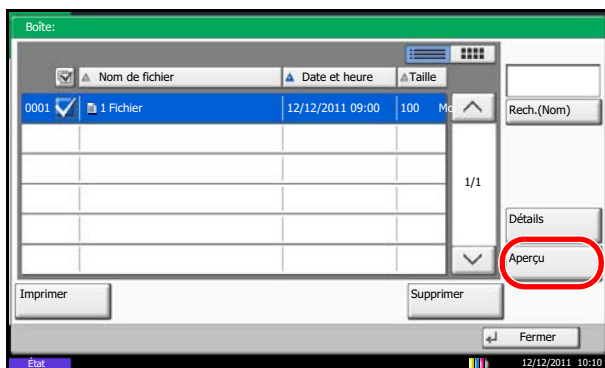 Boîte:
Nom de fichier Date et heure Taille
0001 1 Fichier 12/12/2011 09:00 100 Mo
Rech.(Nom)
1/1
Détails
Aperçu
Imprimer Supprimer
Fermer
État 12/12/2011 10:10